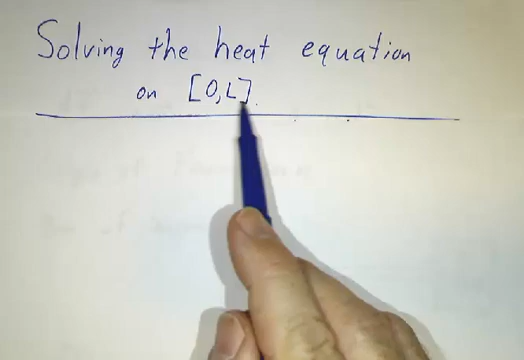 Solving the heat equation
on [0,L].